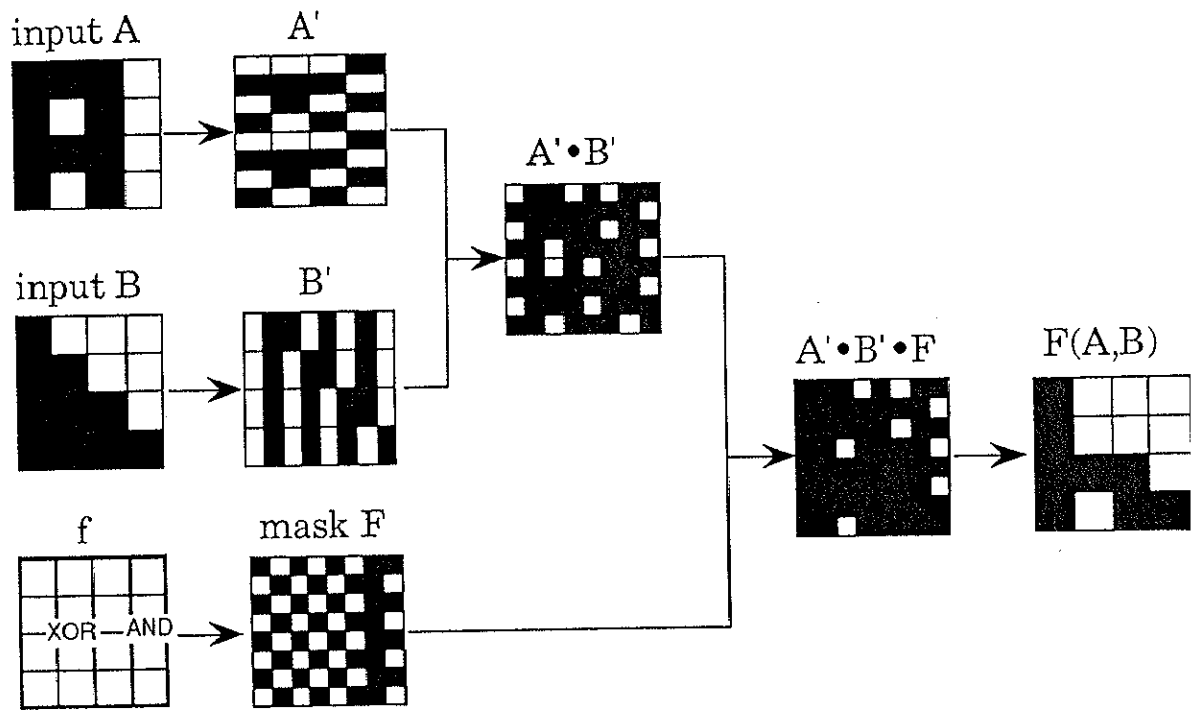 input A
A'
A'•B'
input B
B'
A'•B'•F
F(A,B)
f
mask F
XOR
AND